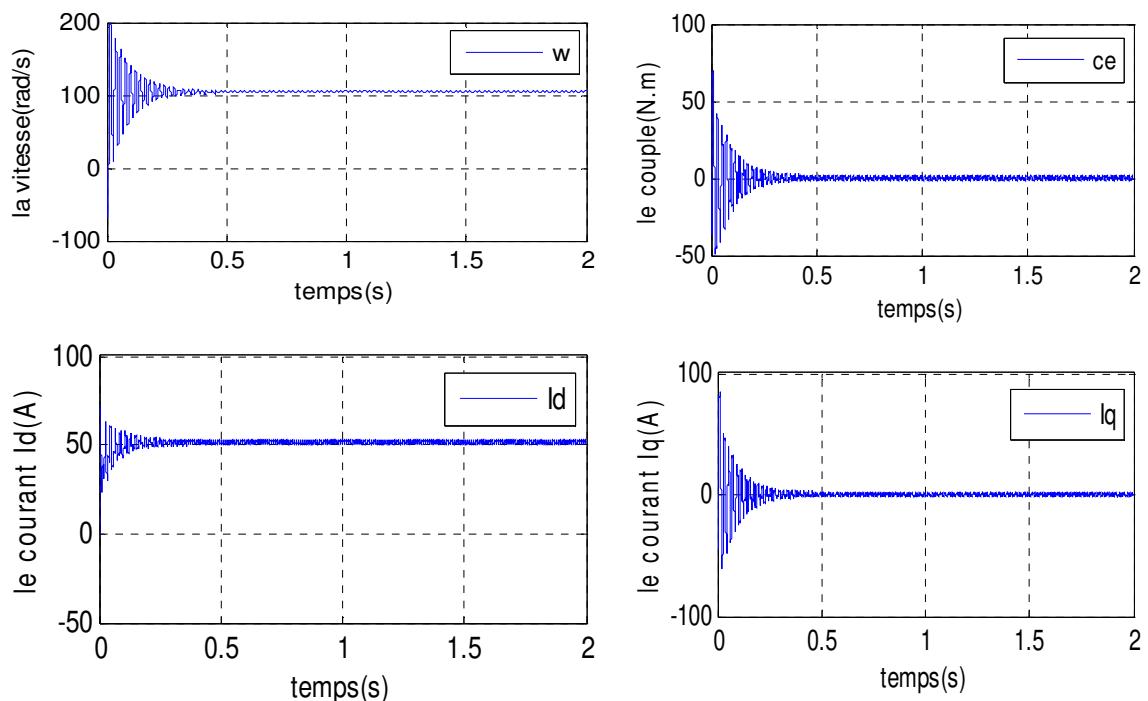 la vitesse(rad/s)
200
100
0
-100
w
0 0.5 1 1.5 2
temps(s)
le couple(N.m)
100
50
0
-50
ce
0 0.5 1 1.5 2
temps(s)
le courant Id(A)
100
50
0
-50
Id
0 0.5 1 1.5 2
temps(s)
le courant Iq(A)
100
0
-100
Iq
0 0.5 1 1.5 2
temps(s)